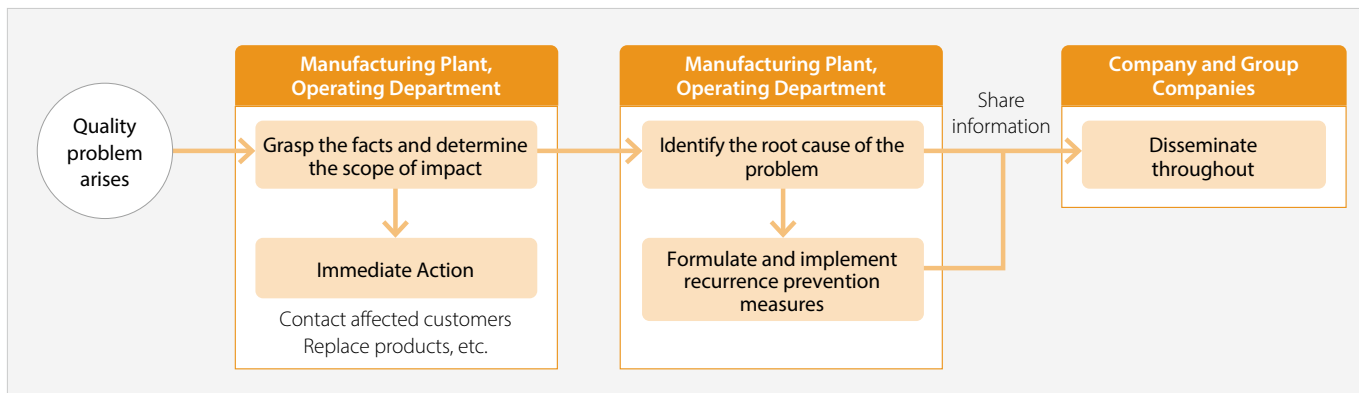 Quality
problem
arises
Manufacturing Plant,
Operating Department
Grasp the facts and determine
the scope of impact
Immediate Action
Contact affected customers
Replace products, etc.
Manufacturing Plant,
Operating Department
Identify the root cause of the
problem
Formulate and implement
recurrence prevention
measures
Share
information
Company and Group
Companies
Disseminate
throughout